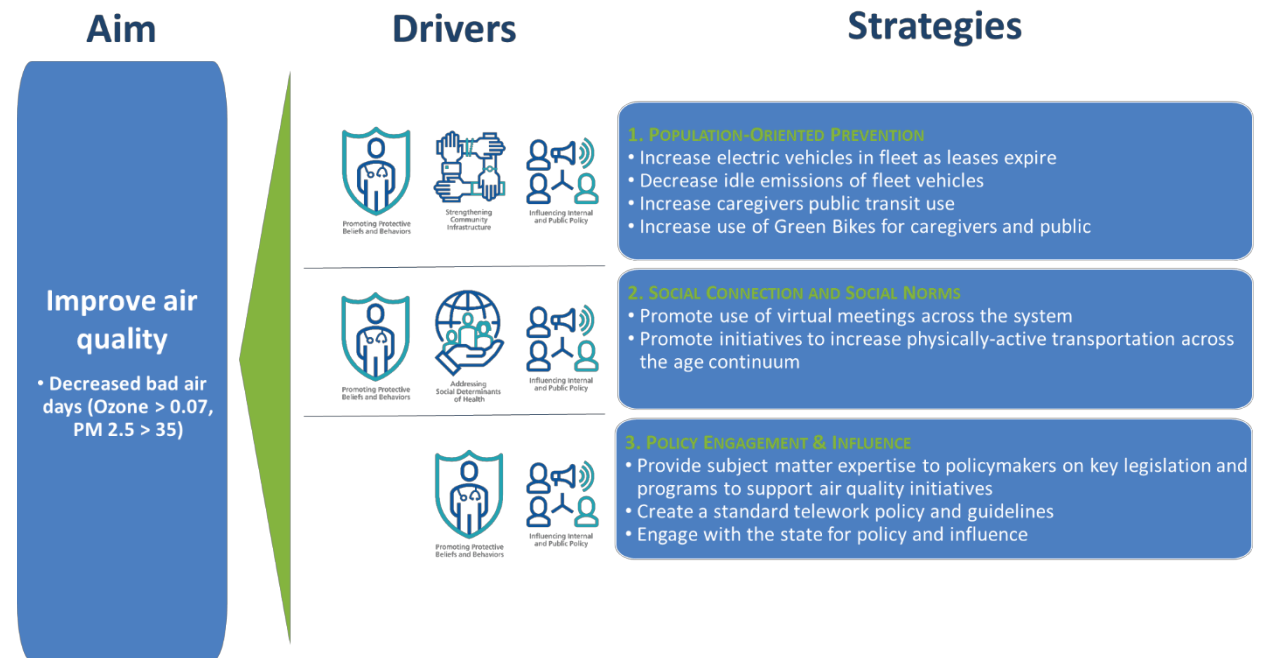 Aim
Drivers
Strategies
Improve air
quality
• Decreased bad air
days (Ozone > 0.07,
PM 2.5 > 35)
Promoting Protective
Beliefs and Behaviors
Strengthening
Community
Infrastructure
Influencing Internal
and Public Policy
1. POPULATION-ORIENTED PREVENTION
• Increase electric vehicles in fleet as leases expire
• Decrease idle emissions of fleet vehicles
• Increase caregivers public transit use
• Increase use of Green Bikes for caregivers and public
Promoting Protective
Beliefs and Behaviors
Addressing
Social Determinants
of Health
Influencing Internal
and Public Policy
2. SOCIAL CONNECTION AND SOCIAL NORMS
• Promote use of virtual meetings across the system
• Promote initiatives to increase physically-active transportation across
the age continuum
Promoting Protective
Beliefs and Behaviors
Influencing Internal
and Public Policy
3. POLICY ENGAGEMENT & INFLUENCE
• Provide subject matter expertise to policymakers on key legislation and
programs to support air quality initiatives
• Create a standard telework policy and guidelines
• Engage with the state for policy and influence